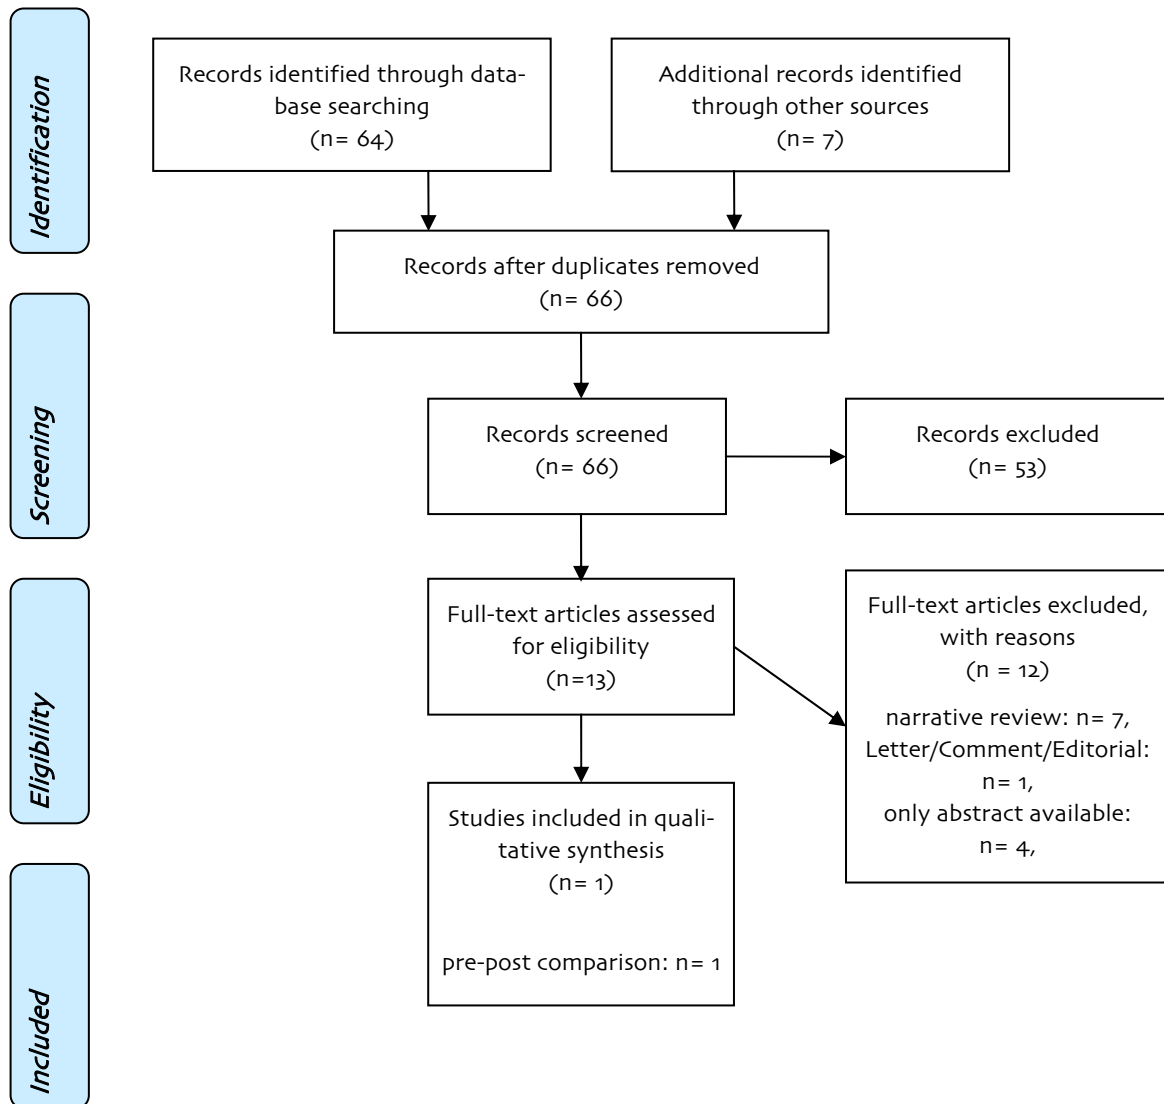 Identification
Records identified through data-
base searching
(n= 64)
Additional records identified
through other sources
(n= 7)
Records after duplicates removed
(n= 66)
Screening
Records screened
(n= 66)
Records excluded
(n= 53)
Eligibility
Full-text articles assessed
for eligibility
(n=13)
Full-text articles excluded,
with reasons
(n = 12)
narrative review: n= 7,
Letter/Comment/Editorial:
n= 1,
only abstract available:
n= 4,
Included
Studies included in quali-
tative synthesis
(n= 1)
pre-post comparison: n= 1